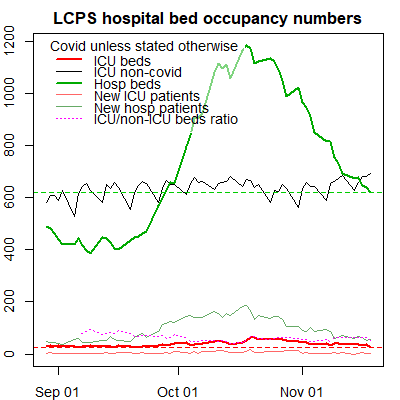 LCPS hospital bed occupancy numbers
Covid unless stated otherwise
ICU beds
ICU non-covid
Hosp beds
New ICU patients
New hosp patients
ICU/non-ICU beds ratio
1200
1000
800
600
400
200
0
Sep 01 Oct 01 Nov 01